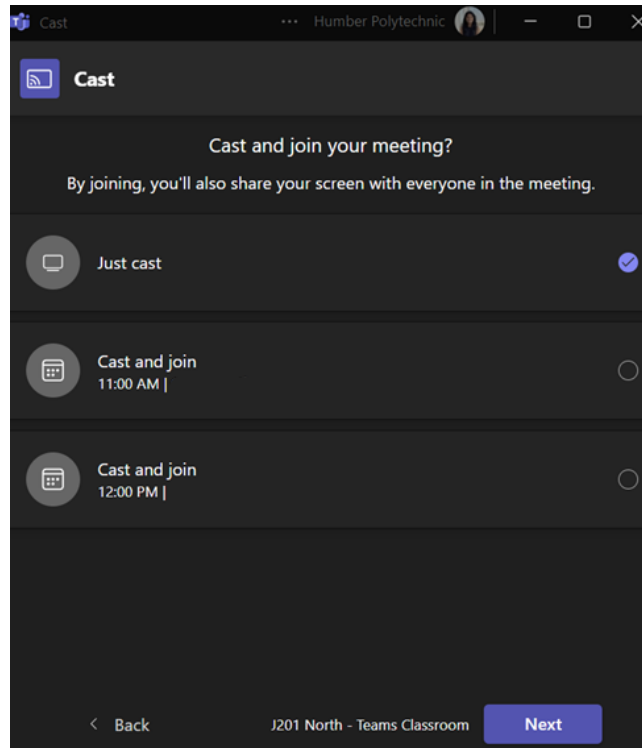 Cast
··· Humber Polytechnic
Cast
Cast and join your meeting?
By joining, you'll also share your screen with everyone in the meeting.
Just cast
Cast and join
11:00 AM |
Cast and join
12:00 PM |
< Back
J201 North - Teams Classroom
Next